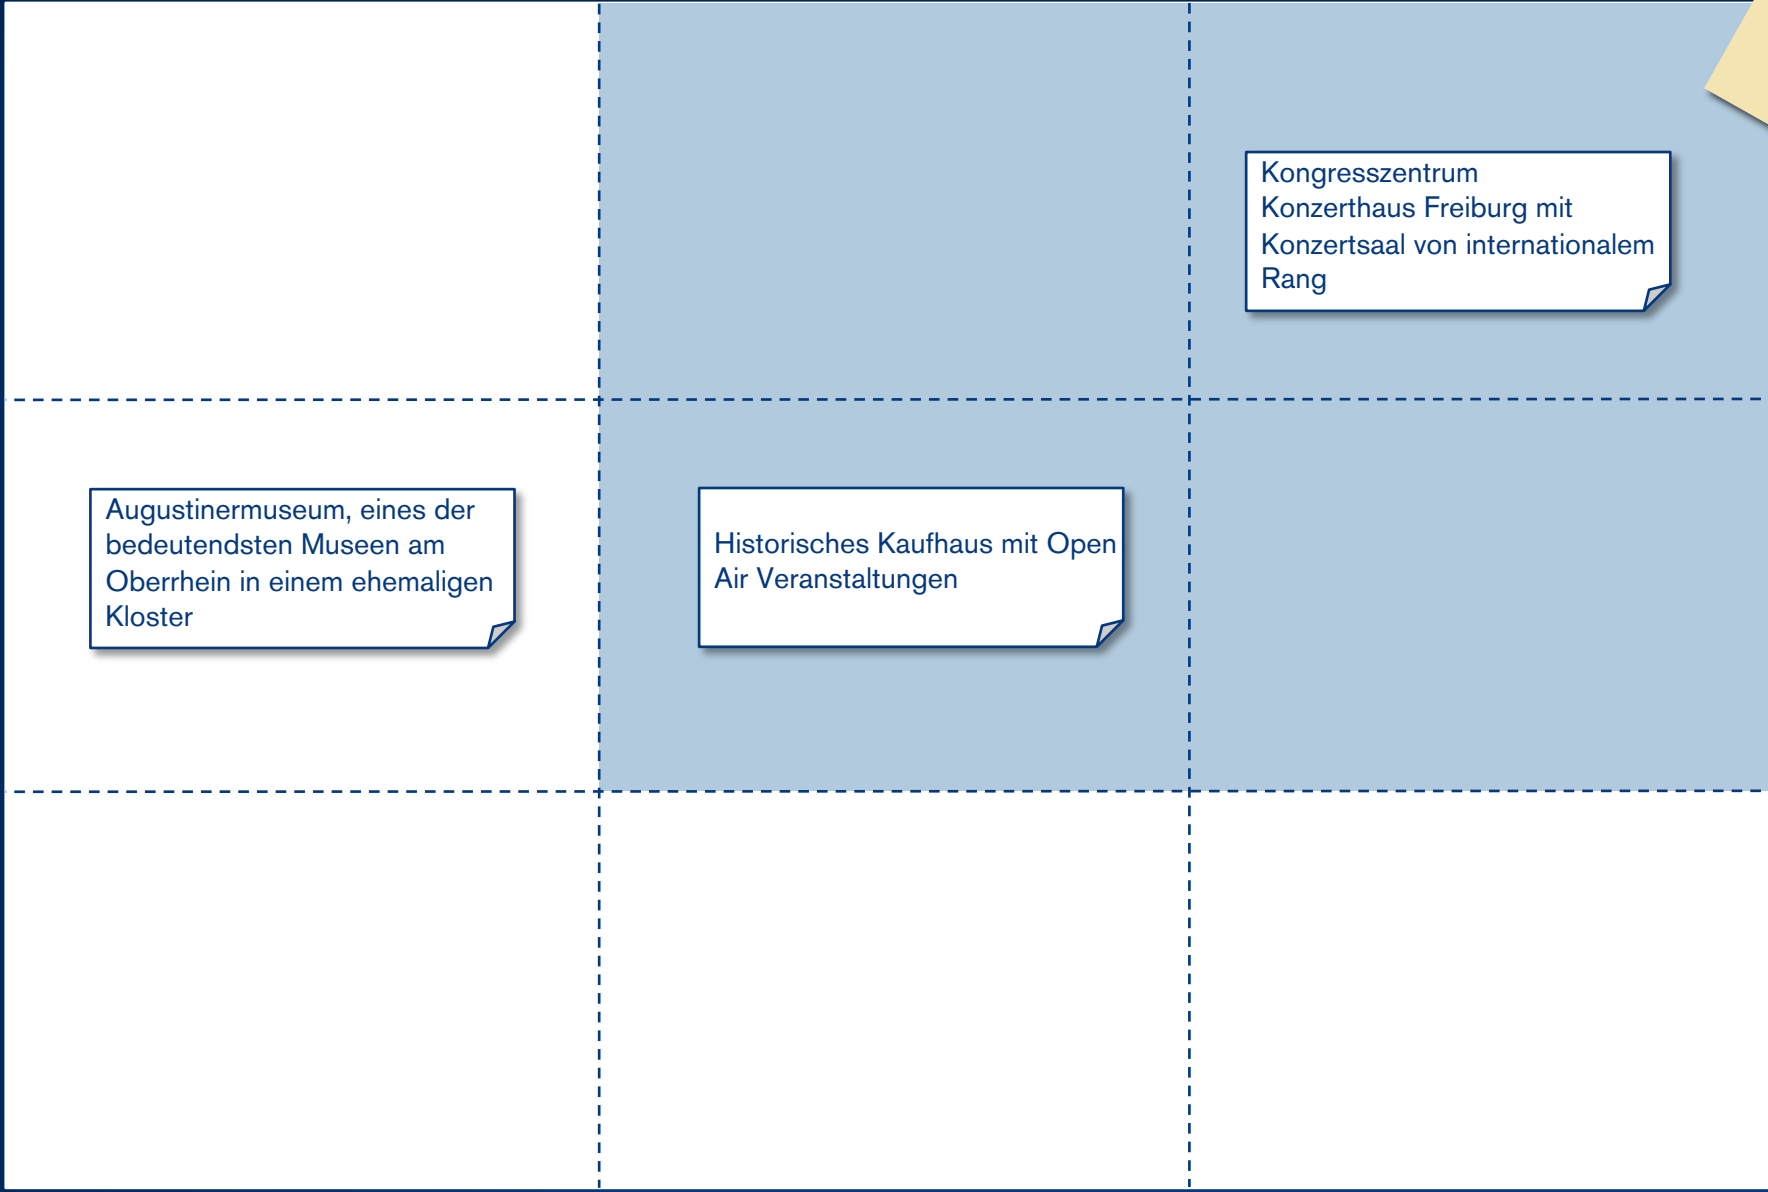 Kongresszentrum
Konzerthaus Freiburg mit
Konzertsaal von internationalem
Rang
Augustinermuseum, eines der
bedeutendsten Museen am
Oberrhein in einem ehemaligen
Kloster
Historisches Kaufhaus mit Open
Air Veranstaltungen